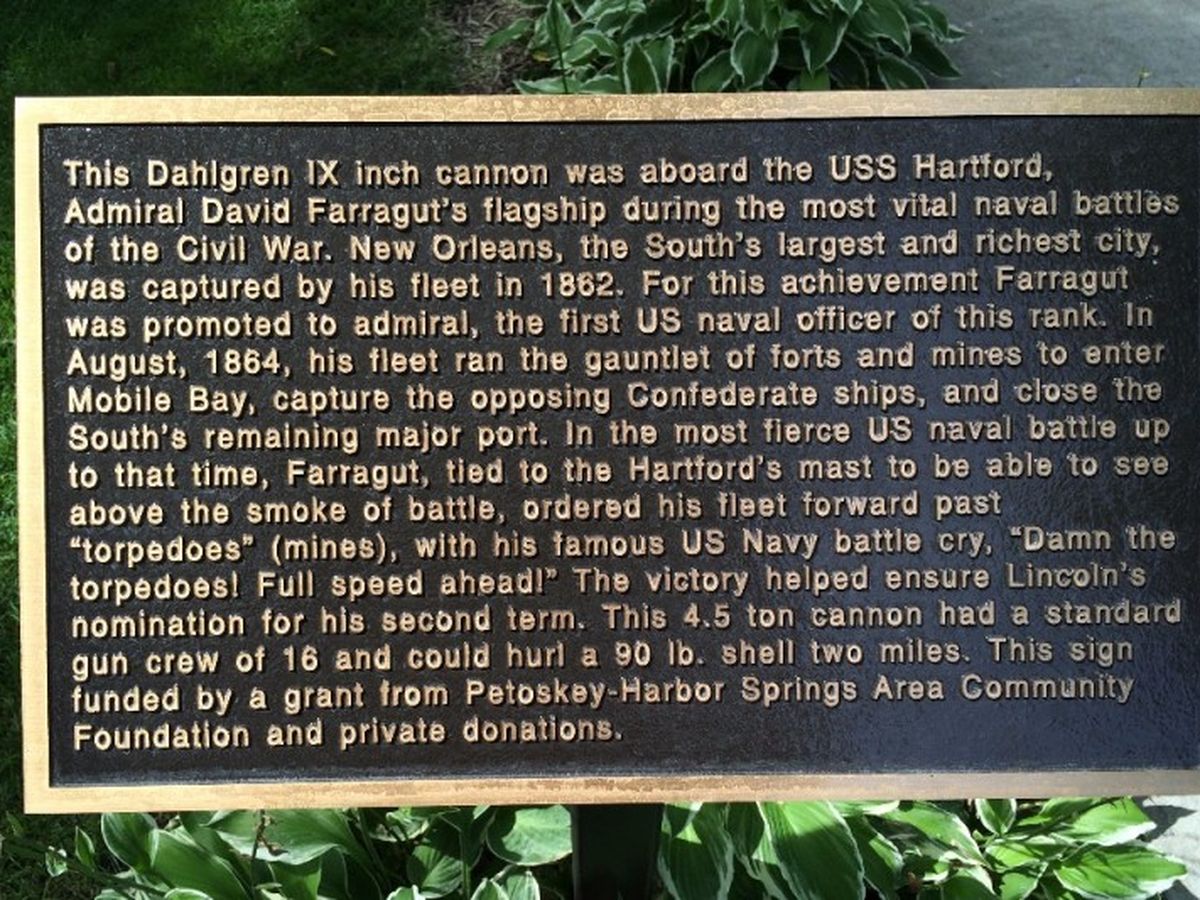 This Dahlgren IX inch cannon was aboard the USS Hartford,
Admiral David Farragut's flagship during the most vital naval battles
of the Civil War. New Orleans, the South's largest and richest city,
was captured by his fleet in 1862. For this achievement Farragut
was promoted to admiral, the first US naval officer of this rank. In
August, 1864, his fleet ran the gauntlet of forts and mines to enter
Mobile Bay, capture the opposing Confederate ships, and close the
South's remaining major port. In the most fierce US naval battle up
to that time, Farragut, tied to the Hartford's mast to be able to see
above the smoke of battle, ordered his fleet forward past
"torpedoes" (mines), with his famous US Navy battle cry, "Damn the
torpedoes! Full speed ahead!" The victory helped ensure Lincoln's
nomination for his second term. This 4.5 ton cannon had a standard
gun crew of 16 and could hurl a 90 lb. shell two miles. This sign
funded by a grant from Petoskey-Harbor Springs Area Community
Foundation and private donations.